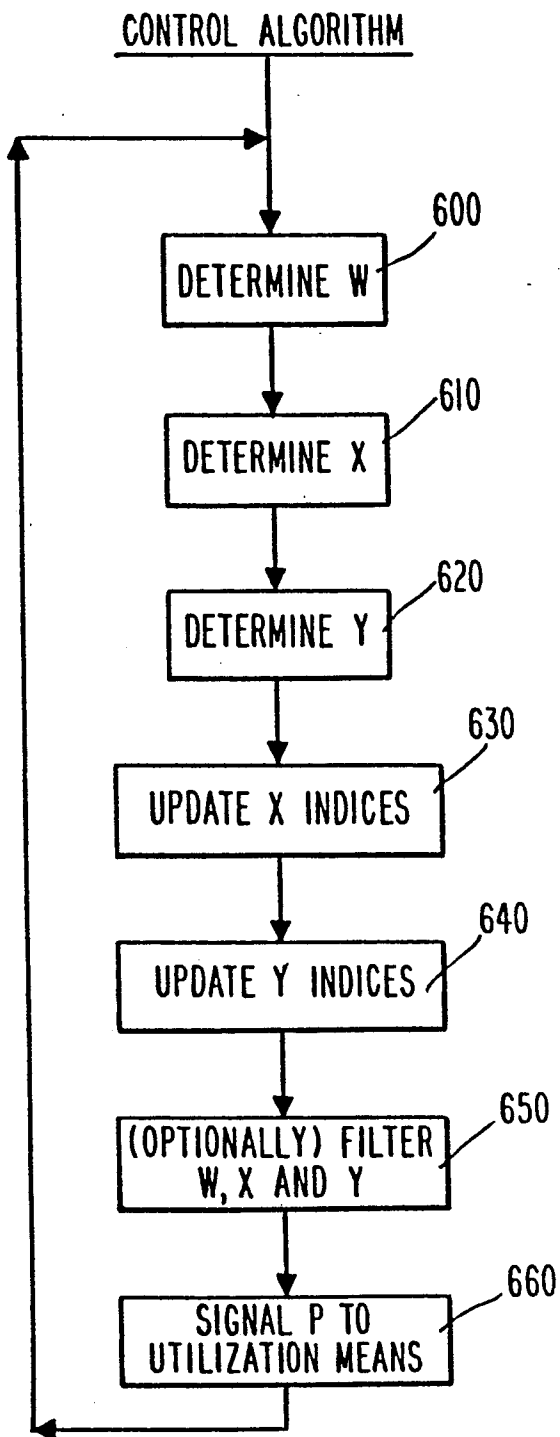 CONTROL ALGORITHM
600
DETERMINE W
610
DETERMINE X
620
DETERMINE Y
630
UPDATE X INDICES
640
UPDATE Y INDICES
650
(OPTIONALLY) FILTER
W, X AND Y
660
SIGNAL P TO
UTILIZATION MEANS